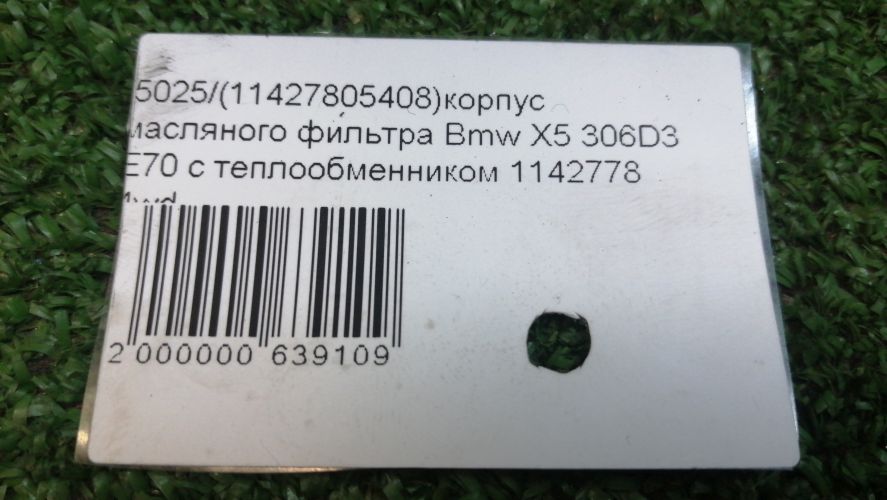 5025/(11427805408)корпус
масляного фильтра Bmw X5 306D3
E70 с теплообменником 1142778
2 000000 639109